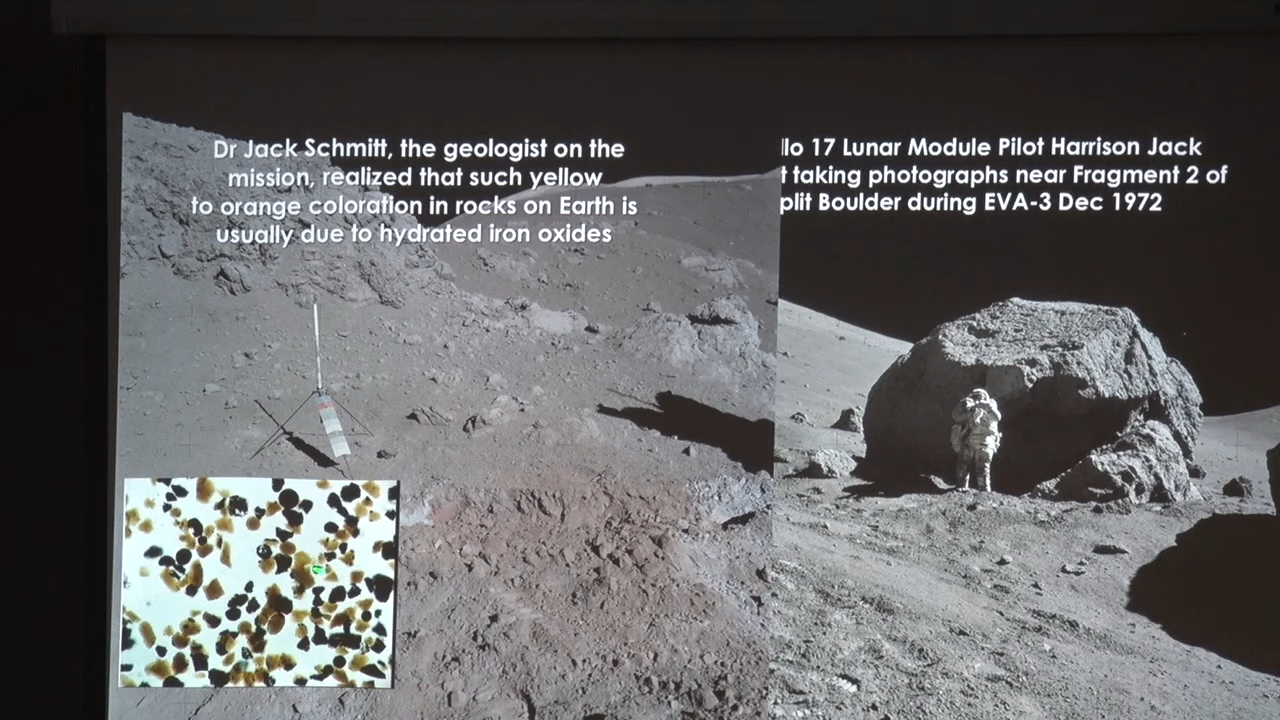 Dr Jack Schmitt, the geologist on the
mission, realized that such yellow
to orange coloration in rocks on Earth is
usually due to hydrated iron oxides
llo 17 Lunar Module Pilot Harrison Jack
t taking photographs near Fragment 2 of
plit Boulder during EVA-3 Dec 1972